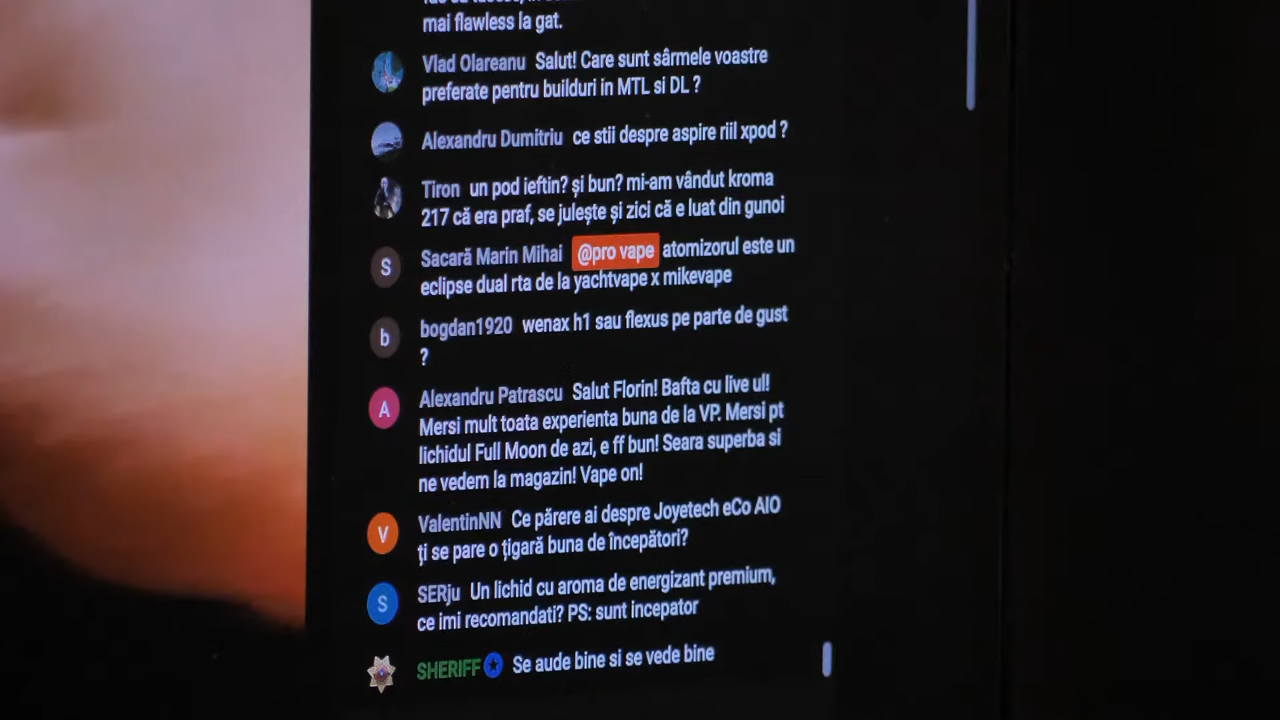 mai flawless la gat.
Vlad Olareanu Salut! Care sunt sârmele voastre
preferate pentru builduri in MTL si DL ?
Alexandru Dumitriu ce stii despre aspire riil xpod ?
Tiron un pod ieftin? și bun? mi-am vândut kroma
217 că era praf, se julește și zici că e luat din gunoi
S Sacară Marin Mihai @pro vape atomizorul este un
eclipse dual rta de la yachtvape x mikevape
b bogdan1920 wenax h1 sau flexus pe parte de gust
?
A Alexandru Patrascu Salut Florin! Bafta cu live ul!
Mersi mult toata experienta buna de la VP. Mersi pt
lichidul Full Moon de azi, e ff bun! Seara superba si
ne vedem la magazin! Vape on!
V ValentinNN Ce părere ai despre Joyetech eCo AIO
ți se pare o țigară buna de începători?
S SERju Un lichid cu aroma de energizant premium,
ce imi recomandati? PS: sunt incepator
SHERIFF Se aude bine si se vede bine